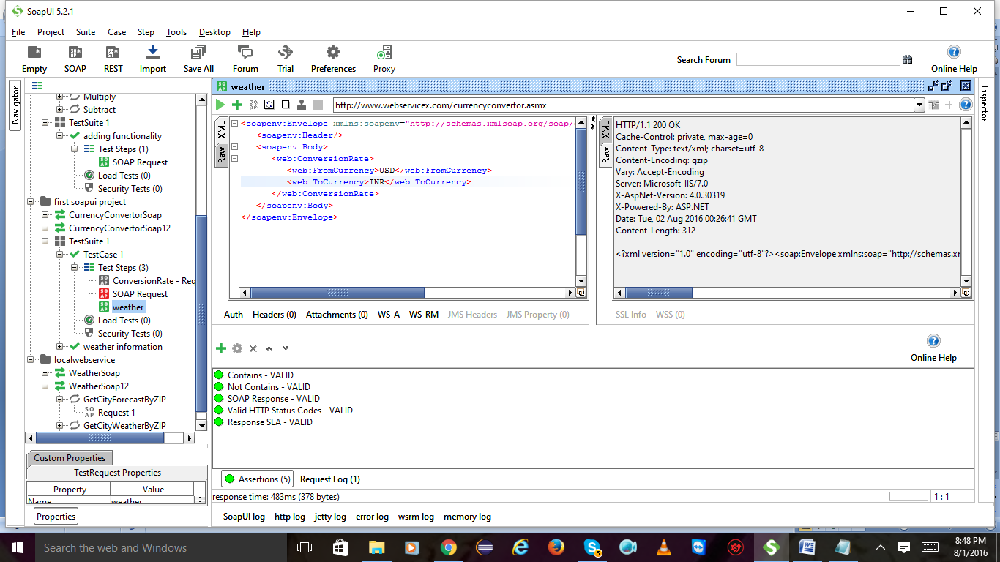 SoapUI 5.2.1
File Project Suite Case Step Tools Desktop Help
Empty SOAP REST Import Save All Forum Trial Preferences Proxy
Search Forum
Online Help
Navigator
Multiply
Subtract
TestSuite 1
adding functionality
Test Steps (1)
SOAP Request
Load Tests (0)
Security Tests (0)
first soapui project
CurrencyConvertorSoap
CurrencyConvertorSoap12
TestSuite 1
TestCase 1
Test Steps (3)
ConversionRate - Req
SOAP Request
weather
Load Tests (0)
Security Tests (0)
weather information
localwebservice
WeatherSoap
WeatherSoap12
GetCityForecastByZIP
Request 1
GetCityWeatherByZIP
Custom Properties
TestRequest Properties
Property Value
Name weather
Properties
weather
http://www.webservicex.com/currencyconvertor.asmx
XML
Raw
<soapenv:Envelope xmlns:soapenv="http://schemas.xmlsoap.org/soap/
<soapenv:Header/>
<soapenv:Body>
<web:ConversionRate>
<web:FromCurrency>USD</web:FromCurrency>
<web:ToCurrency>INR</web:ToCurrency>
</web:ConversionRate>
</soapenv:Body>
</soapenv:Envelope>
XML
Raw
HTTP/1.1 200 OK
Cache-Control: private, max-age=0
Content-Type: text/xml; charset=utf-8
Content-Encoding: gzip
Vary: Accept-Encoding
Server: Microsoft-IIS/7.0
X-AspNet-Version: 4.0.30319
X-Powered-By: ASP.NET
Date: Tue, 02 Aug 2016 00:26:41 GMT
Content-Length: 312
<?xml version="1.0" encoding="utf-8"?><soap:Envelope xmlns:soap="http://schemas.xm
Inspector
Auth Headers (0) Attachments (0) WS-A WS-RM JMS Headers JMS Property (0)
SSL Info WSS (0)
Online Help
Contains - VALID
Not Contains - VALID
SOAP Response - VALID
Valid HTTP Status Codes - VALID
Response SLA - VALID
Assertions (5) Request Log (1)
response time: 483ms (378 bytes)
1 : 1
SoapUI log http log jetty log error log wsrm log memory log
Search the web and Windows
5
8:48 PM
8/1/2016